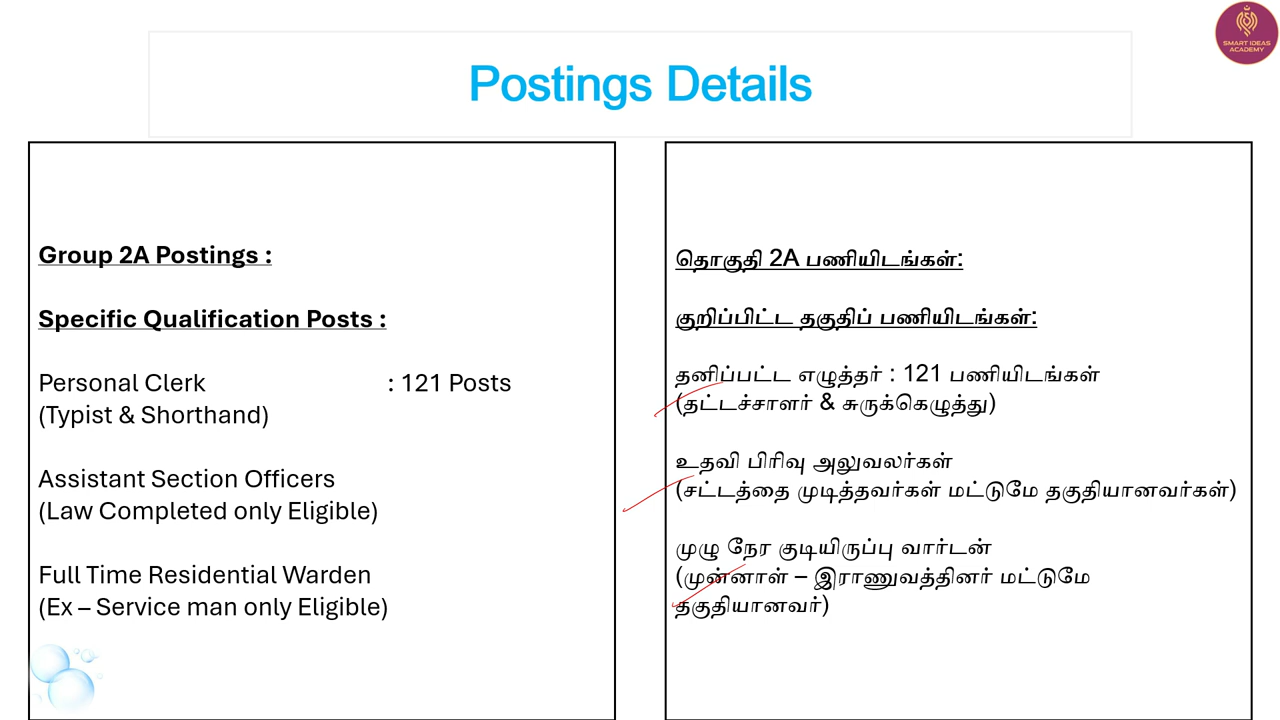 SMART IDEAS
ACADEMY
Postings Details
Group 2A Postings :
Specific Qualification Posts :
Personal Clerk : 121 Posts
(Typist & Shorthand)
Assistant Section Officers
(Law Completed only Eligible)
Full Time Residential Warden
(Ex – Service man only Eligible)
தொகுதி 2A பணியிடங்கள்:
குறிப்பிட்ட தகுதிப் பணியிடங்கள்:
தனிப்பட்ட எழுத்தர் : 121 பணியிடங்கள்
(தட்டச்சாளர் & சுருக்கெழுத்து)
உதவி பிரிவு அலுவலர்கள்
(சட்டத்தை முடித்தவர்கள் மட்டுமே தகுதியானவர்கள்)
முழு நேர குடியிருப்பு வார்டன்
(முன்னாள் – இராணுவத்தினர் மட்டுமே
தகுதியானவர்)